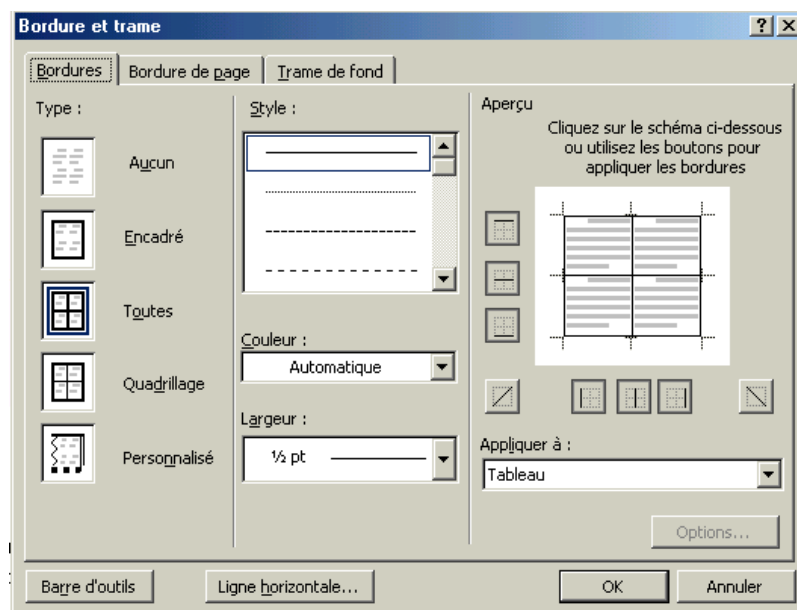 Bordure et trame
Bordures
Bordure de page
Trame de fond
Type :
Aucun
Encadré
Toutes
Quadrillage
Personnalisé
Style :
Couleur :
Automatique
Largeur :
½ pt
Aperçu
Cliquez sur le schéma ci-dessous
ou utilisez les boutons pour
appliquer les bordures
Appliquer à :
Tableau
Options...
Barre d'outils
Ligne horizontale...
OK
Annuler